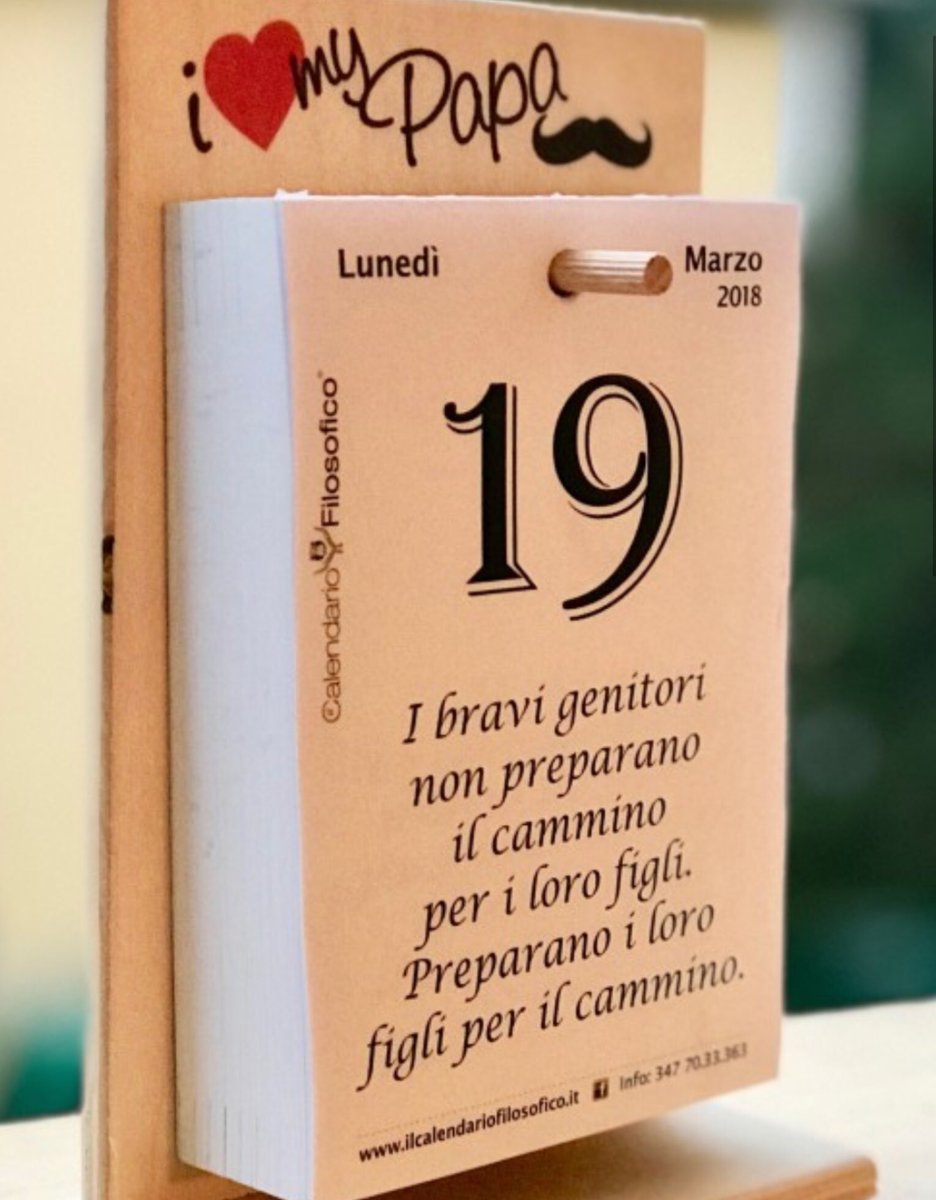 i my Papa
Lunedì
Marzo
2018
19
Calendario Filosofico®
I bravi genitori
non preparano
il cammino
per i loro figli.
Preparano i loro
figli per il cammino.
www.ilcalendariofilosofico.it f Info: 347 70.33.363